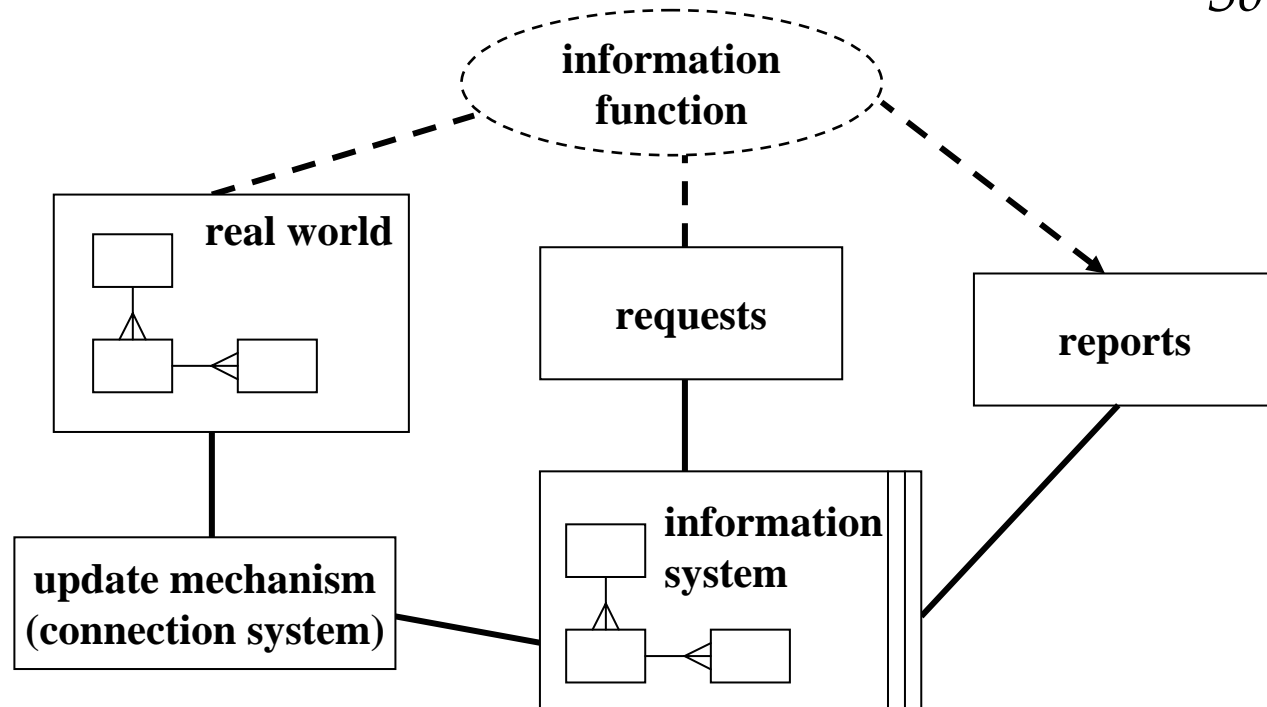 information
function
real world
requests
reports
information
system
update mechanism
(connection system)